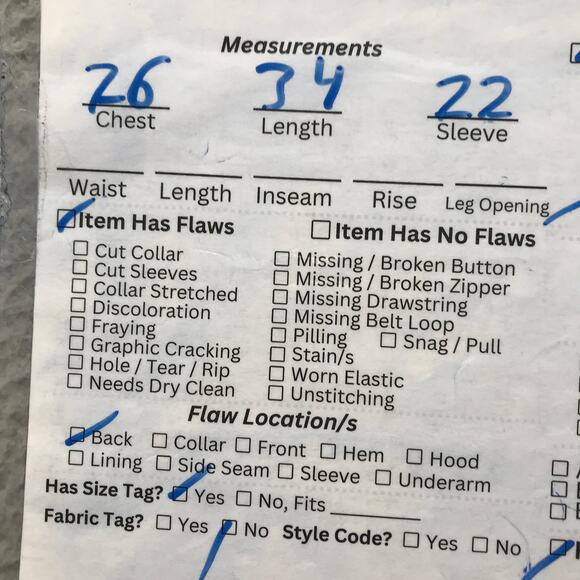 Measurements
26 34 22
Chest Length Sleeve
Waist Length Inseam Rise Leg Opening
Item Has Flaws Item Has No Flaws
Cut Collar Missing / Broken Button
Cut Sleeves Missing / Broken Zipper
Collar Stretched Missing Drawstring
Discoloration Missing Belt Loop
Fraying Pilling Snag / Pull
Graphic Cracking Stain/s
Hole / Tear / Rip Worn Elastic
Needs Dry Clean Unstitching
Flaw Location/s
Back Collar Front Hem Hood
Lining Side Seam Sleeve Underarm
Has Size Tag? Yes No, Fits
Fabric Tag? Yes No Style Code? Yes No